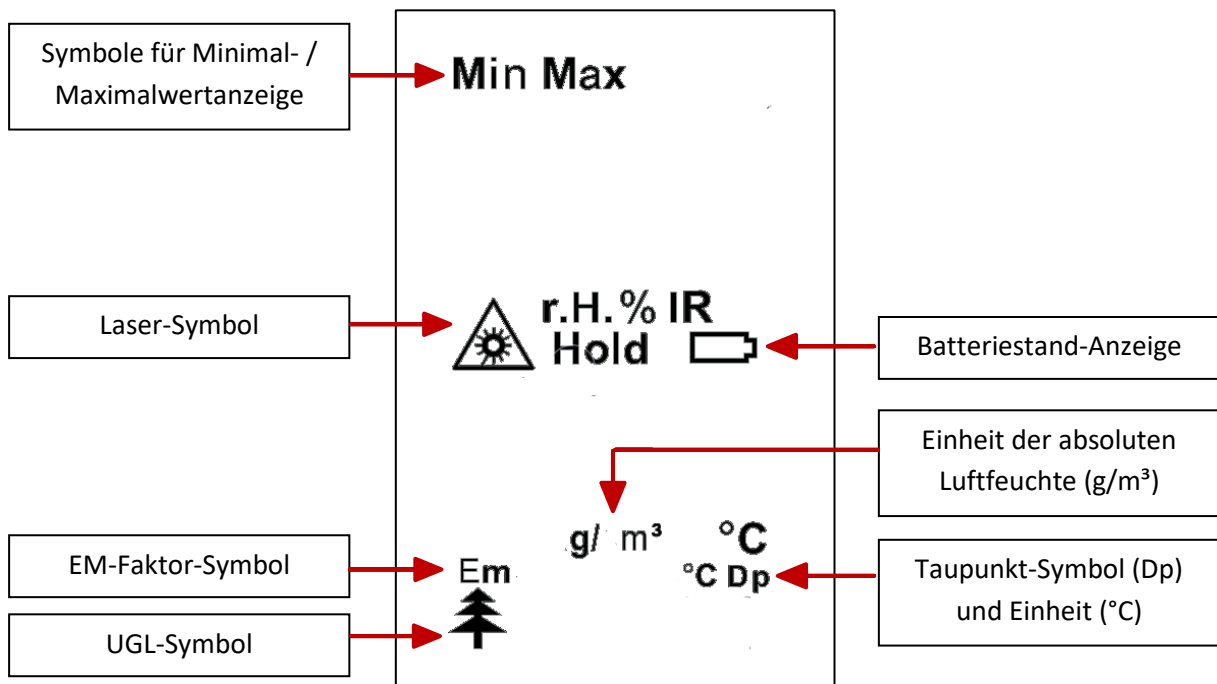 Symbole für Minimal- /
Maximalwertanzeige
Min Max
Laser-Symbol
r.H.% IR
Hold
Batteriestand-Anzeige
Einheit der absoluten
Luftfeuchte (g/m³)
g/ m³ °C
EM-Faktor-Symbol
Em
°C Dp
Taupunkt-Symbol (Dp)
und Einheit (°C)
UGL-Symbol